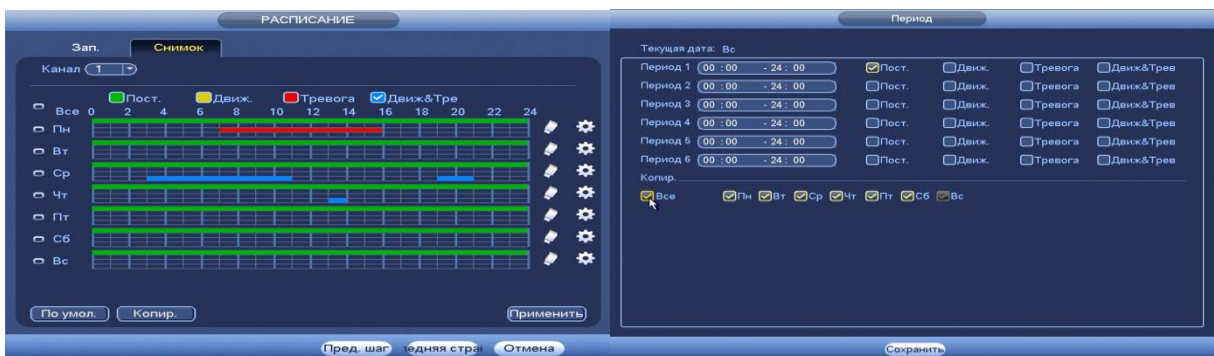 РАСПИСАНИЕ
Зап. Снимок
Канал 1
Пост. Движ. Тревога Движ&Тре
Все 0 2 4 6 8 10 12 14 16 18 20 22 24
Пн
Вт
Ср
Чт
Пт
Сб
Вс
По умол. Копир. Применить
Пред. шаг едняя стра Отмена
Период
Текущая дата: Вс
Период 1 00 :00 - 24 : 00 Пост. Движ. Тревога Движ&Трев
Период 2 00 :00 - 24 : 00 Пост. Движ. Тревога Движ&Трев
Период 3 00 :00 - 24 : 00 Пост. Движ. Тревога Движ&Трев
Период 4 00 :00 - 24 : 00 Пост. Движ. Тревога Движ&Трев
Период 5 00 :00 - 24 : 00 Пост. Движ. Тревога Движ&Трев
Период 6 00 :00 - 24 : 00 Пост. Движ. Тревога Движ&Трев
Копир.
Все Пн Вт Ср Чт Пт Сб Вс
Сохранить